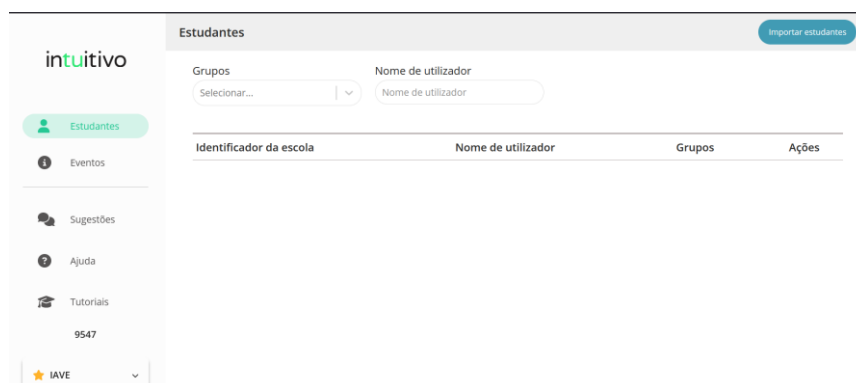 intuitivo
Estudantes
Eventos
Sugestões
Ajuda
Tutoriais
9547
IAVE
Estudantes
Importar estudantes
Grupos
Nome de utilizador
Selecionar...
Nome de utilizador
Identificador da escola
Nome de utilizador
Grupos
Ações